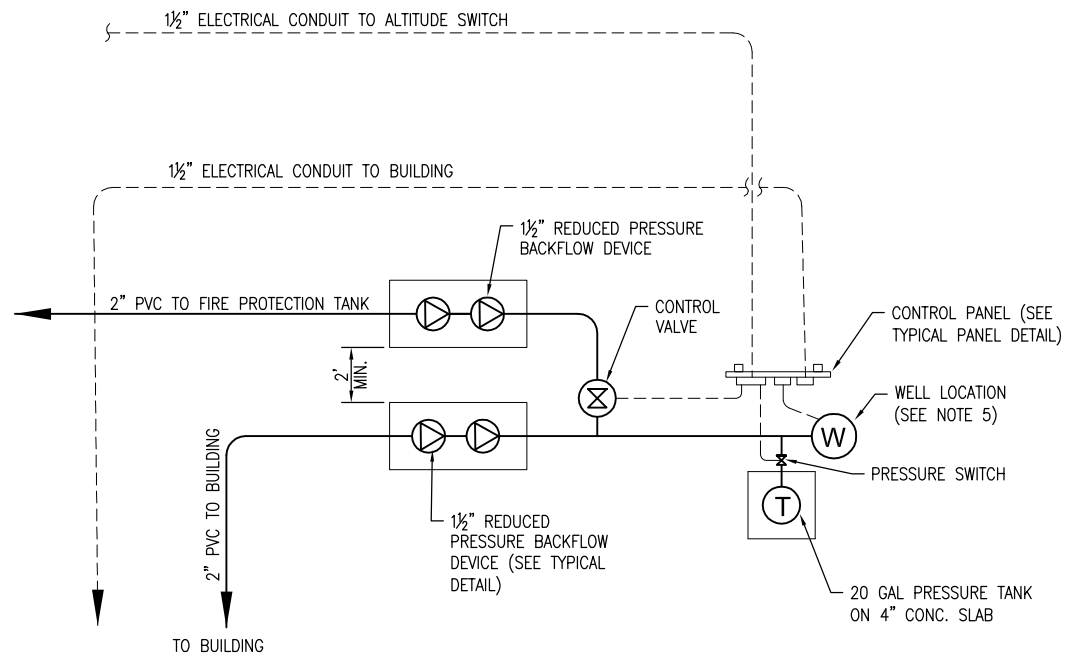 1½" ELECTRICAL CONDUIT TO ALTITUDE SWITCH
1½" ELECTRICAL CONDUIT TO BUILDING
1½" REDUCED PRESSURE
BACKFLOW DEVICE
2" PVC TO FIRE PROTECTION TANK
CONTROL
VALVE
CONTROL PANEL (SEE
TYPICAL PANEL DETAIL)
2'
MIN.
WELL LOCATION
(SEE NOTE 5)
W
PRESSURE SWITCH
T
2" PVC TO BUILDING
1½" REDUCED
PRESSURE BACKFLOW
DEVICE (SEE TYPICAL
DETAIL)
20 GAL PRESSURE TANK
ON 4" CONC. SLAB
TO BUILDING